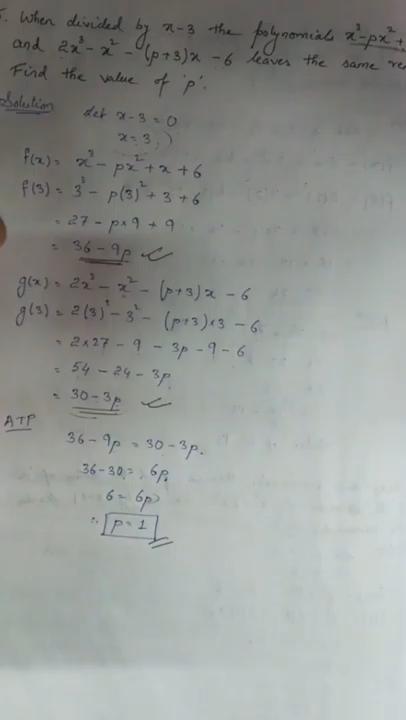 5. When divided by x-3 the polynomials x³-px²+
and 2x³ - x² - (p+3)x - 6 leaves the same re
Find the value of 'p'.
Solution
Let x-3 = 0
x = 3
f(x) = x³ - px² + x + 6
f(3) = 3³ - p(3)² + 3 + 6
= 27 - p×9 + 9
= 36 - 9p
g(x) = 2x³ - x² - (p+3)x - 6
g(3) = 2(3)³ - 3² - (p+3)×3 - 6
= 2×27 - 9 - 3p - 9 - 6
= 54 - 24 - 3p
= 30 - 3p
ATP
36 - 9p = 30 - 3p.
36 - 30 = 6p
6 = 6p
∴ p = 1